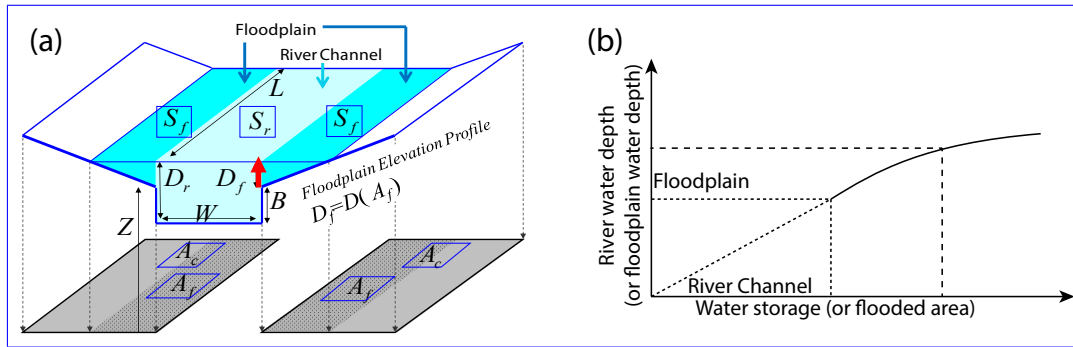 (a)
Floodplain
River Channel
L
S_f
S_r
S_f
D_r
D_f
B
W
Z
Floodplain Elevation Profile
D_f=D(A_f)
A_c
A_f
A_c
A_f
(b)
River water depth
(or floodplain water depth)
Floodplain
River Channel
Water storage (or flooded area)